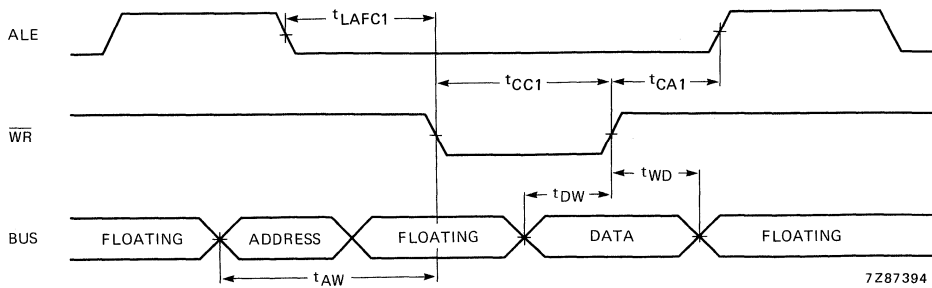 ALE
tLAFC1
tCC1
tCA1
WR
tWD
tDW
BUS
FLOATING
ADDRESS
FLOATING
DATA
FLOATING
tAW
7Z87394